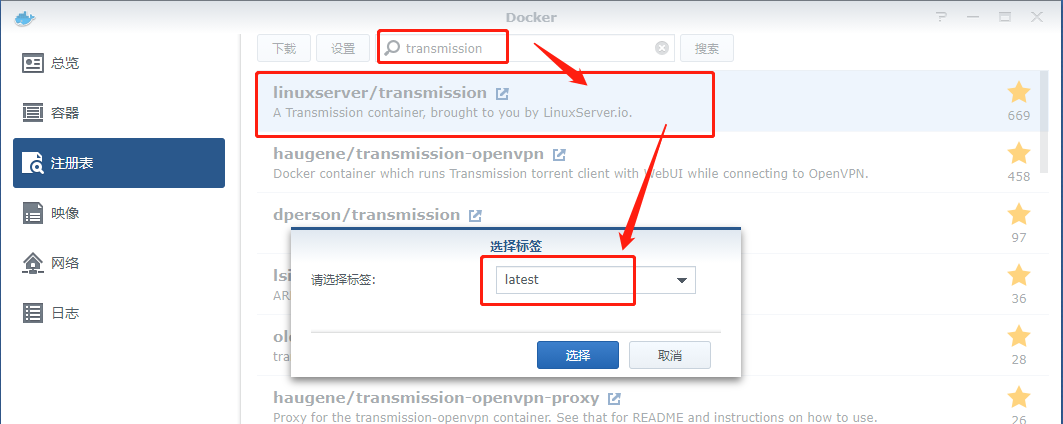 Docker
总览
容器
注册表
映像
网络
日志
下载
设置
transmission
搜索
linuxserver/transmission
A Transmission container, brought to you by LinuxServer.io.
669
haugene/transmission-openvpn
Docker container which runs Transmission torrent client with WebUI while connecting to OpenVPN.
458
dperson/transmission
97
选择标签
请选择标签:
latest
选择
取消
lsi
AR
36
old
tra
28
haugene/transmission-openvpn-proxy
Proxy for the transmission-openvpn container. See that for README and instructions on how to use.
26